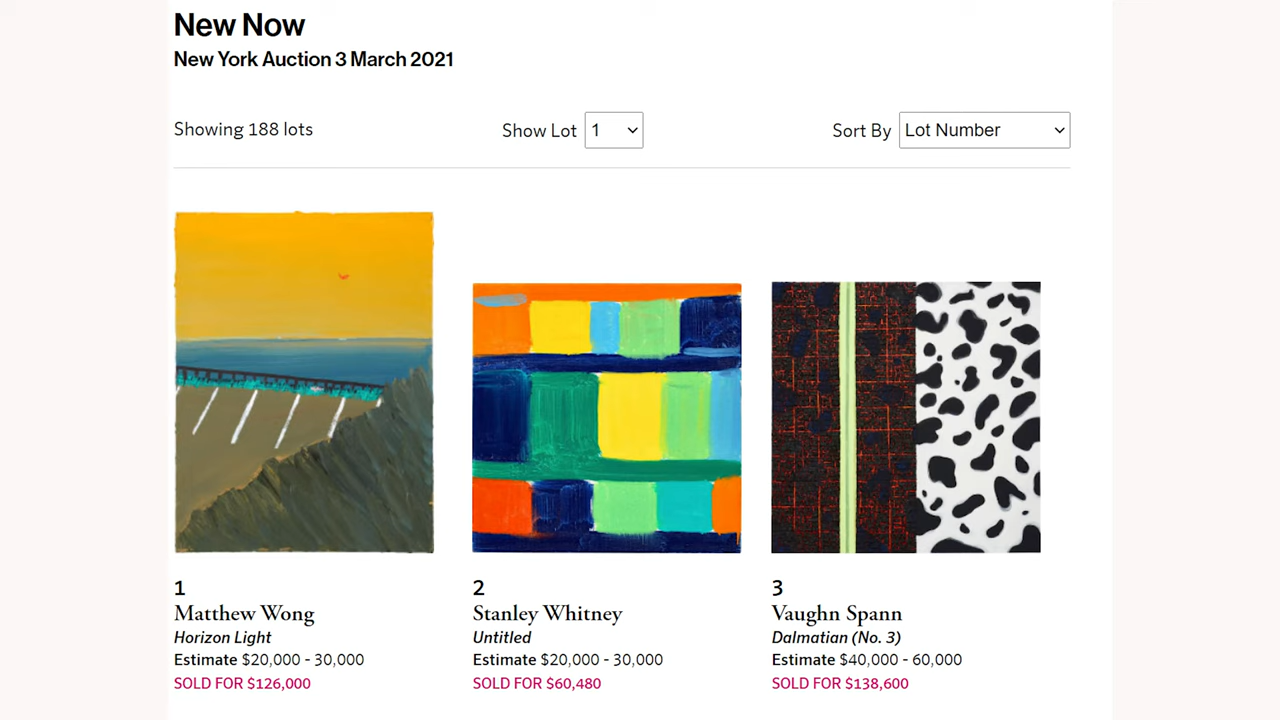 New Now
New York Auction 3 March 2021
Showing 188 lots
Show Lot 1
Sort By Lot Number
1
Matthew Wong
Horizon Light
Estimate $20,000 - 30,000
SOLD FOR $126,000
2
Stanley Whitney
Untitled
Estimate $20,000 - 30,000
SOLD FOR $60,480
3
Vaughn Spann
Dalmatian (No. 3)
Estimate $40,000 - 60,000
SOLD FOR $138,600